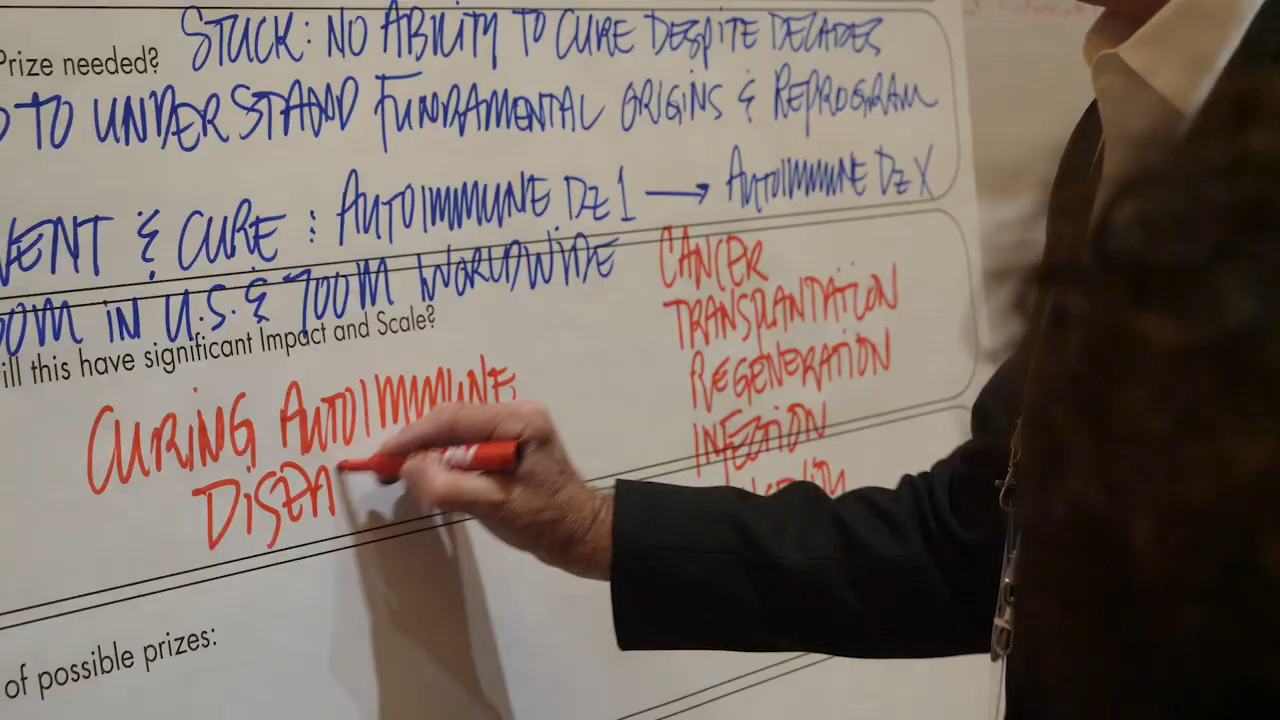 Prize needed? STUCK: NO ABILITY TO CURE DESPITE DECADES
TO UNDERSTAND FUNDAMENTAL ORIGINS & REPROGRAM
VENT & CURE : AUTOIMMUNE DZ 1 → AUTOIMMUNE DZ X
0M IN U.S. & 700M WORLDWIDE
ill this have significant Impact and Scale?
CANCER
TRANSPLANTATION
REGENERATION
INFECTION
CURING AUTOIMMUNE
DISEA
of possible prizes: